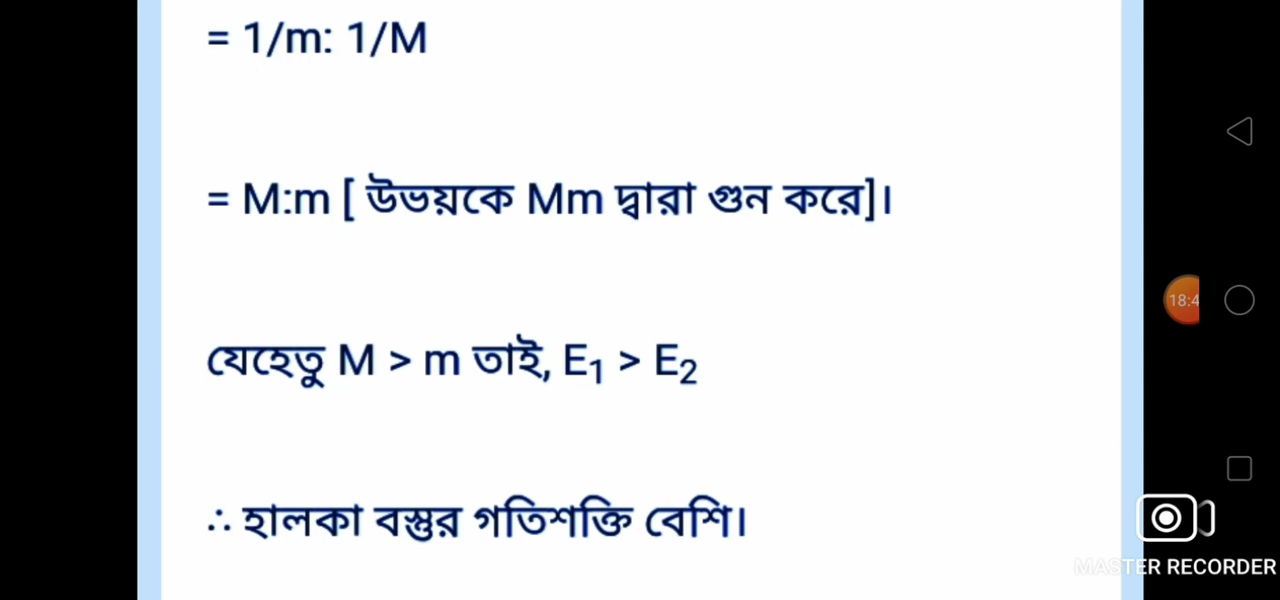 = 1/m: 1/M
= M:m [ উভয়কে Mm দ্বারা গুন করে]।
যেহেতু M > m তাই, E₁ > E₂
∴ হালকা বস্তুর গতিশক্তি বেশি।
18:4
MASTER RECORDER